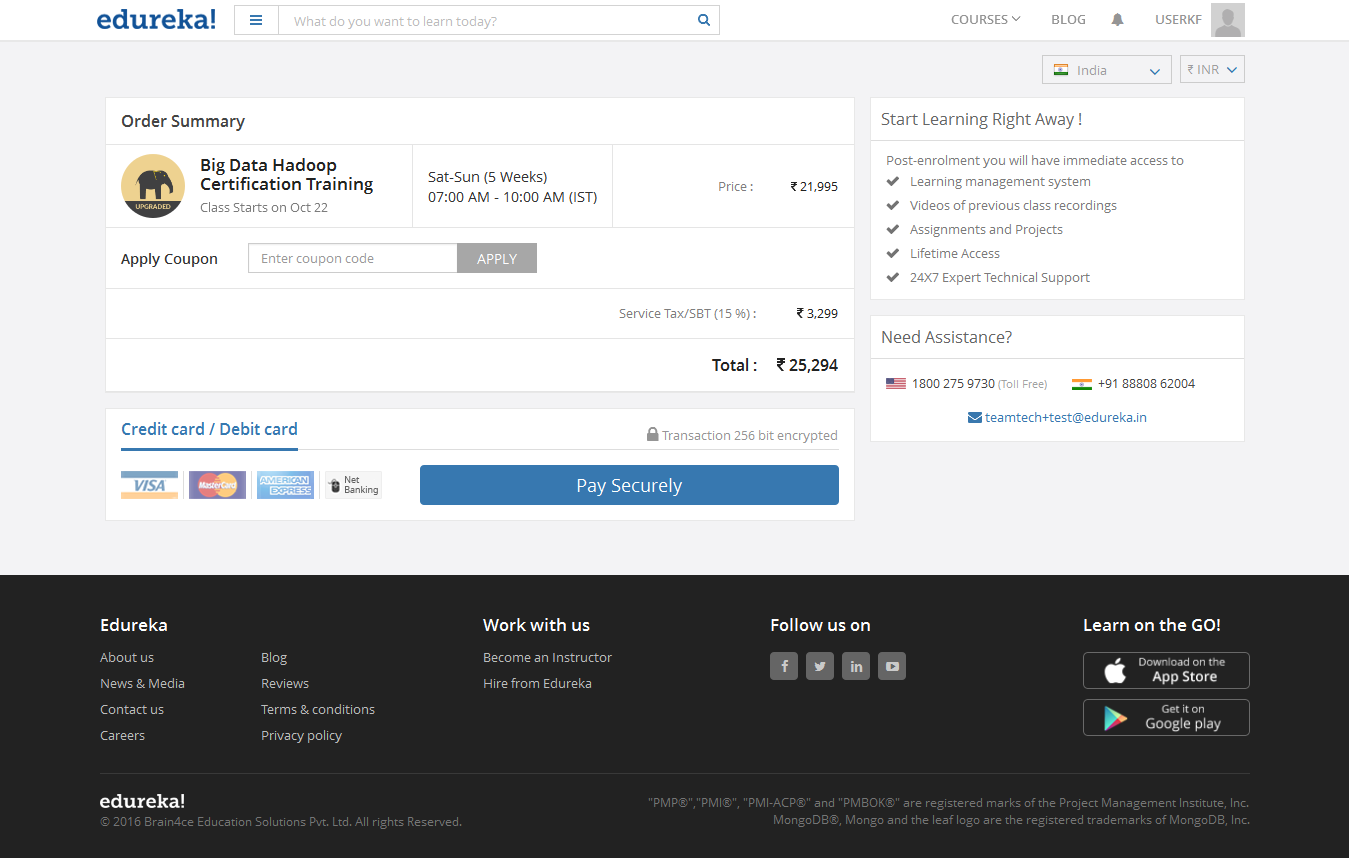 edureka!
What do you want to learn today?
COURSES
BLOG
USERKF
India
₹ INR
Order Summary
UPGRADED
Big Data Hadoop
Certification Training
Class Starts on Oct 22
Sat-Sun (5 Weeks)
07:00 AM - 10:00 AM (IST)
Price : ₹ 21,995
Apply Coupon
Enter coupon code
APPLY
Service Tax/SBT (15 %) : ₹ 3,299
Total : ₹ 25,294
Credit card / Debit card
Transaction 256 bit encrypted
VISA
MasterCard
AMERICAN
EXPRESS
Net
Banking
Pay Securely
Start Learning Right Away !
Post-enrolment you will have immediate access to
Learning management system
Videos of previous class recordings
Assignments and Projects
Lifetime Access
24X7 Expert Technical Support
Need Assistance?
1800 275 9730 (Toll Free)
+91 88808 62004
teamtech+test@edureka.in
Edureka
About us
News & Media
Contact us
Careers
Blog
Reviews
Terms & conditions
Privacy policy
Work with us
Become an Instructor
Hire from Edureka
Follow us on
Learn on the GO!
Download on the
App Store
Get it on
Google play
edureka!
© 2016 Brain4ce Education Solutions Pvt. Ltd. All rights Reserved.
"PMP®","PMI®", "PMI-ACP®" and "PMBOK®" are registered marks of the Project Management Institute, Inc.
MongoDB®, Mongo and the leaf logo are the registered trademarks of MongoDB, Inc.